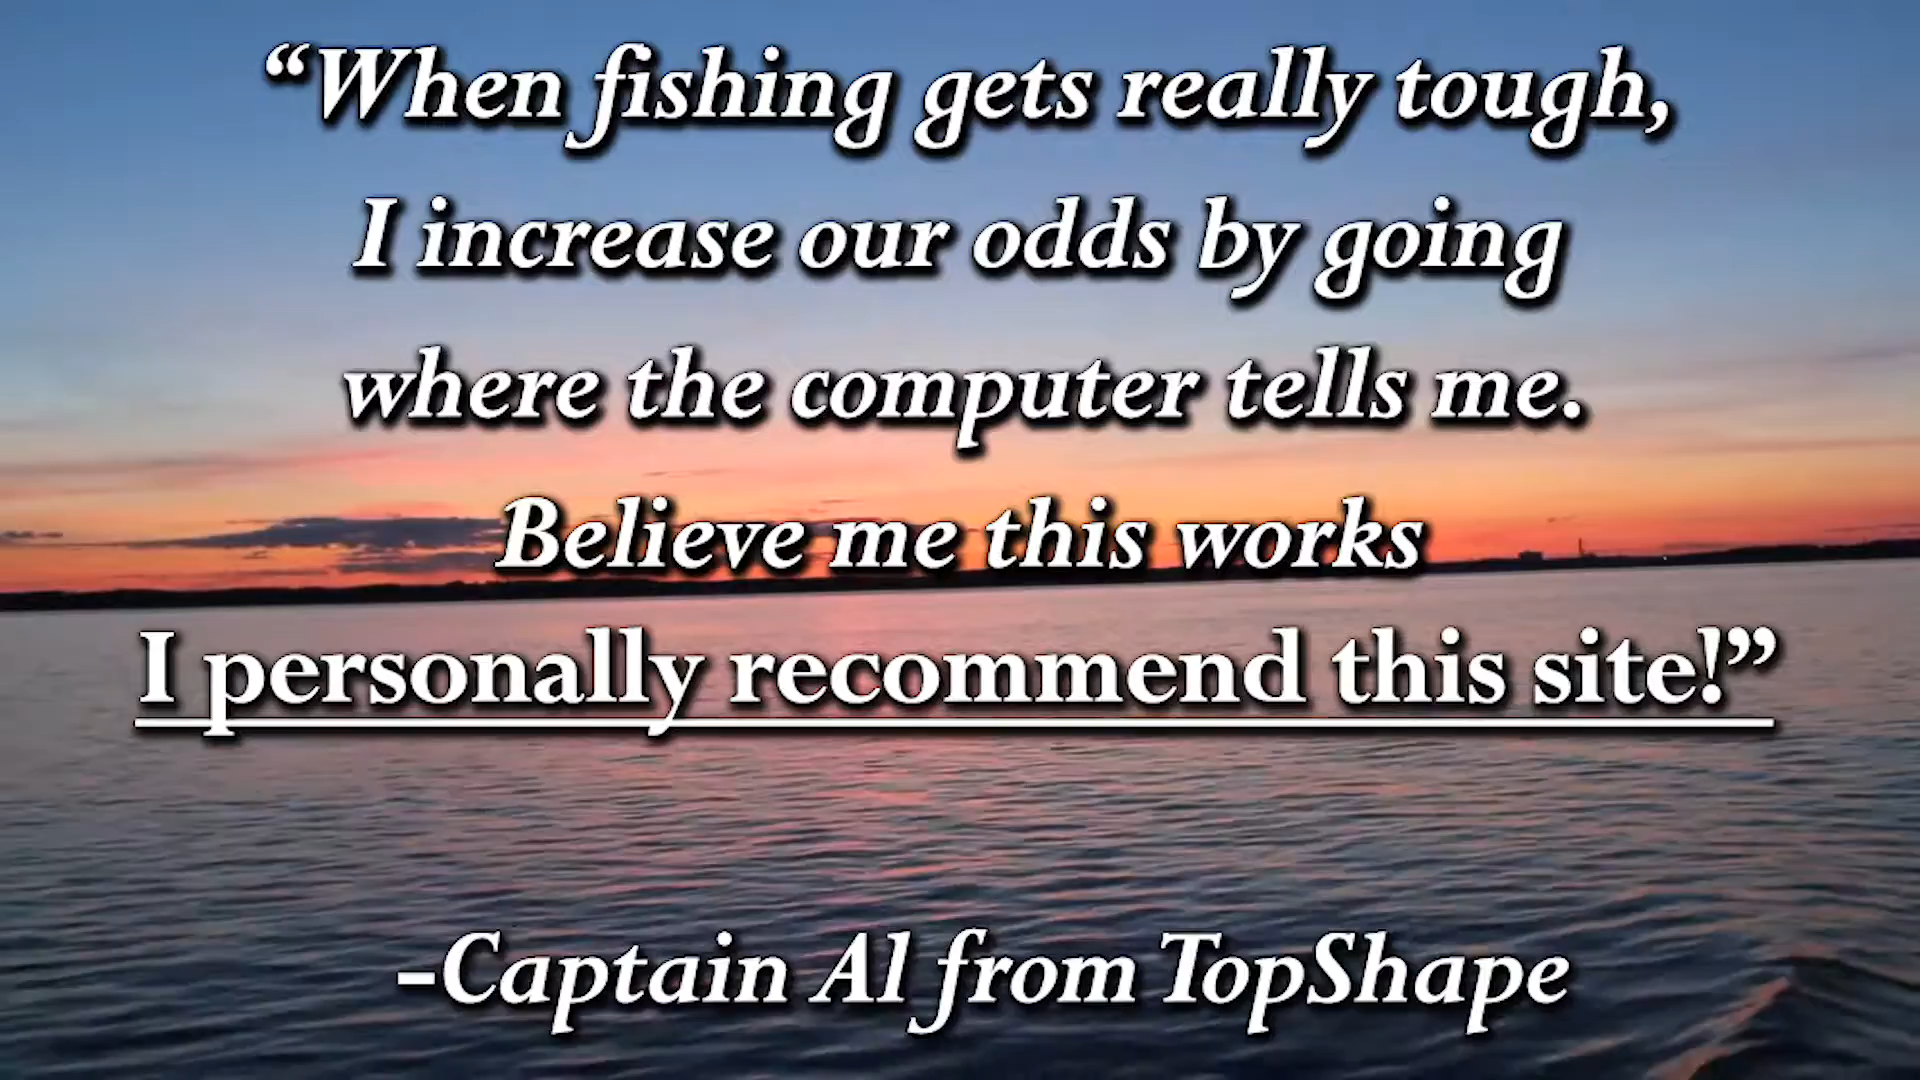 “When fishing gets really tough,
I increase our odds by going
where the computer tells me.
Believe me this works
I personally recommend this site!”
-Captain Al from TopShape